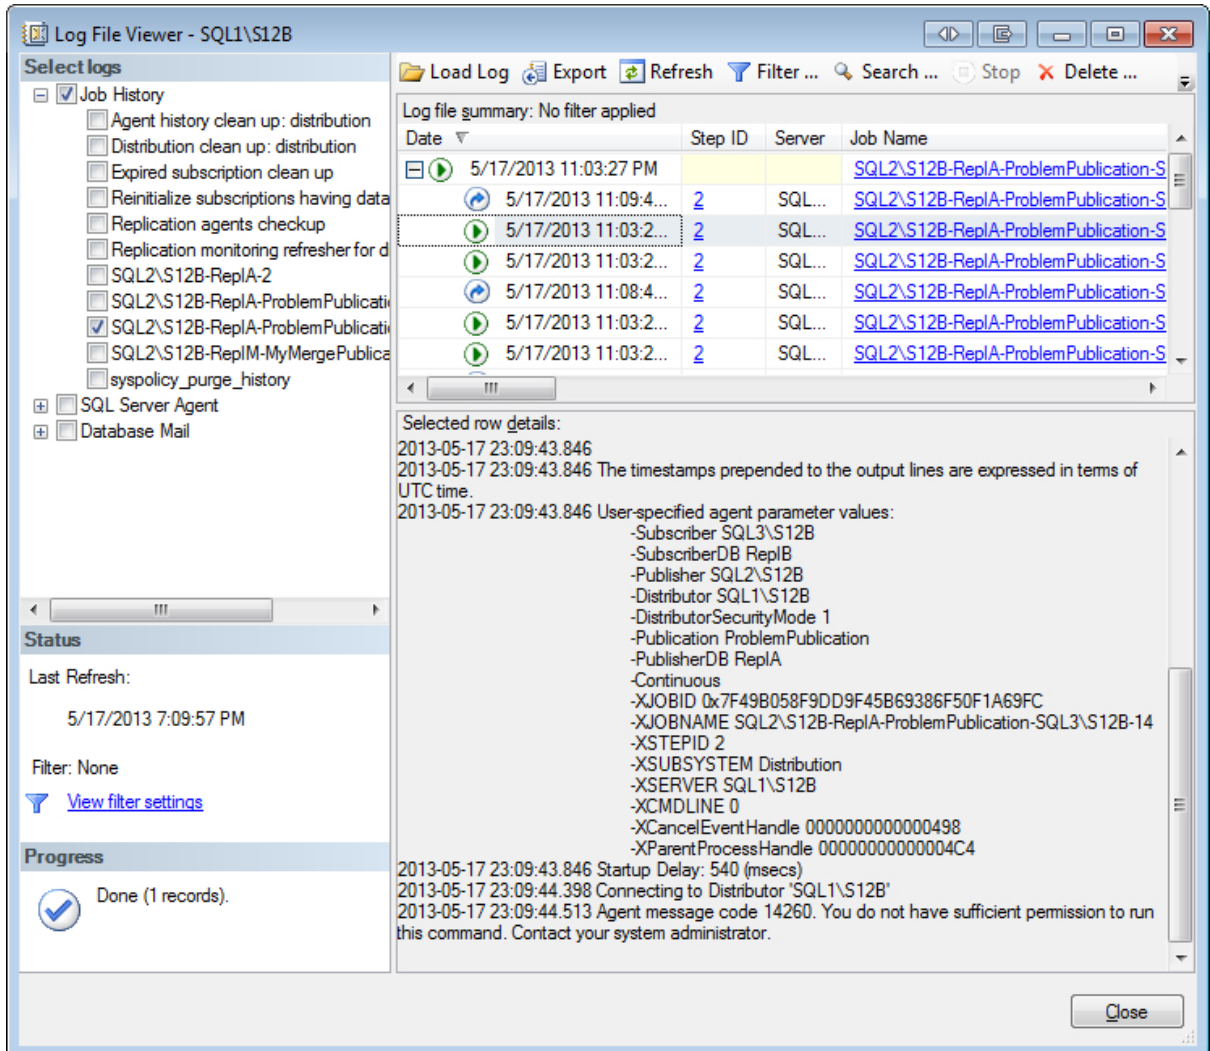 Log File Viewer - SQL1\S12B
Select logs
Job History
Agent history clean up: distribution
Distribution clean up: distribution
Expired subscription clean up
Reinitialize subscriptions having data
Replication agents checkup
Replication monitoring refresher for d
SQL2\S12B-ReplA-2
SQL2\S12B-ReplA-ProblemPublicati
SQL2\S12B-ReplA-ProblemPublicati
SQL2\S12B-ReplM-MyMergePublica
syspolicy_purge_history
SQL Server Agent
Database Mail
Status
Last Refresh:
5/17/2013 7:09:57 PM
Filter: None
View filter settings
Progress
Done (1 records).
Load Log Export Refresh Filter ... Search ... Stop Delete ...
Log file summary: No filter applied
Date Step ID Server Job Name
5/17/2013 11:03:27 PM SQL2\S12B-ReplA-ProblemPublication-S
5/17/2013 11:09:4... 2 SQL... SQL2\S12B-ReplA-ProblemPublication-S
5/17/2013 11:03:2... 2 SQL... SQL2\S12B-ReplA-ProblemPublication-S
5/17/2013 11:03:2... 2 SQL... SQL2\S12B-ReplA-ProblemPublication-S
5/17/2013 11:08:4... 2 SQL... SQL2\S12B-ReplA-ProblemPublication-S
5/17/2013 11:03:2... 2 SQL... SQL2\S12B-ReplA-ProblemPublication-S
5/17/2013 11:03:2... 2 SQL... SQL2\S12B-ReplA-ProblemPublication-S
Selected row details:
2013-05-17 23:09:43.846
2013-05-17 23:09:43.846 The timestamps prepended to the output lines are expressed in terms of
UTC time.
2013-05-17 23:09:43.846 User-specified agent parameter values:
-Subscriber SQL3\S12B
-SubscriberDB ReplB
-Publisher SQL2\S12B
-Distributor SQL1\S12B
-DistributorSecurityMode 1
-Publication ProblemPublication
-PublisherDB ReplA
-Continuous
-XJOBID 0x7F49B058F9DD9F45B69386F50F1A69FC
-XJOBNAME SQL2\S12B-ReplA-ProblemPublication-SQL3\S12B-14
-XSTEPID 2
-XSUBSYSTEM Distribution
-XSERVER SQL1\S12B
-XCMDLINE 0
-XCancelEventHandle 0000000000000498
-XParentProcessHandle 00000000000004C4
2013-05-17 23:09:43.846 Startup Delay: 540 (msecs)
2013-05-17 23:09:44.398 Connecting to Distributor 'SQL1\S12B'
2013-05-17 23:09:44.513 Agent message code 14260. You do not have sufficient permission to run
this command. Contact your system administrator.
Close